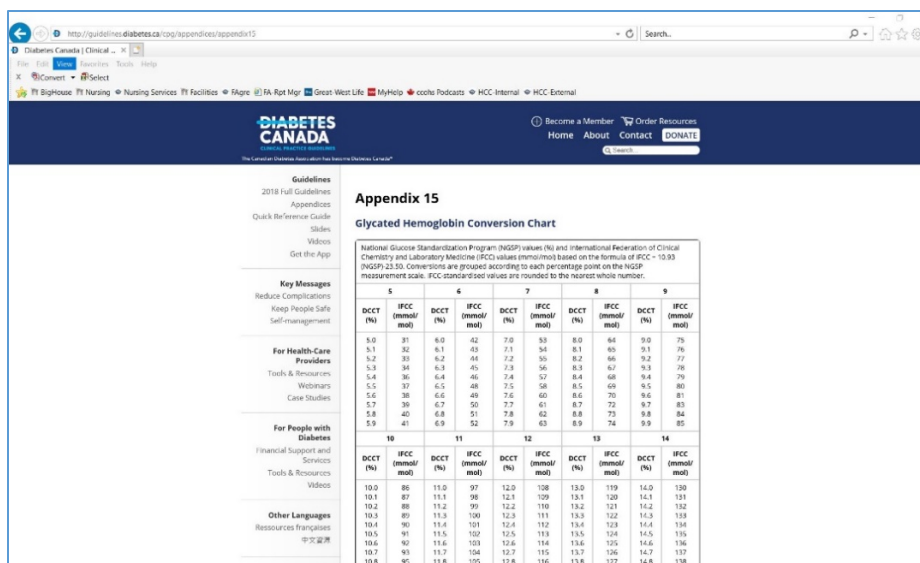 http://guidelines.diabetes.ca/cpg/appendices/appendix15
Search...
Diabetes Canada | Clinical ...
File Edit View Favorites Tools Help
x Convert Select
BigHouse Nursing Nursing Services Facilities FAgre FA-Rpt Mgr Great-West Life MyHelp ccohs Podcasts HCC-Internal HCC-External
DIABETES
CANADA
CLINICAL PRACTICE GUIDELINES
The Canadian Diabetes Association has become Diabetes Canada
Become a Member Order Resources
Home About Contact DONATE
Search...
Guidelines
2018 Full Guidelines
Appendices
Quick Reference Guide
Slides
Videos
Get the App
Key Messages
Reduce Complications
Keep People Safe
Self-management
For Health-Care
Providers
Tools & Resources
Webinars
Case Studies
For People with
Diabetes
Financial Support and
Services
Tools & Resources
Videos
Other Languages
Ressources françaises
Appendix 15
Glycated Hemoglobin Conversion Chart
National Glucose Standardization Program (NGSP) values (%) and International Federation of Clinical
Chemistry and Laboratory Medicine (IFCC) values (mmol/mol) based on the formula of IFCC = 10.93
(NGSP)-23.50. Conversions are grouped according to each percentage point on the NGSP
measurement scale. IFCC-standardised values are rounded to the nearest whole number.
5 6 7 8 9
DCCT (%) IFCC (mmol/mol) DCCT (%) IFCC (mmol/mol) DCCT (%) IFCC (mmol/mol) DCCT (%) IFCC (mmol/mol) DCCT (%) IFCC (mmol/mol)
5.0 31 6.0 42 7.0 53 8.0 64 9.0 75
5.1 32 6.1 43 7.1 54 8.1 65 9.1 76
5.2 33 6.2 44 7.2 55 8.2 66 9.2 77
5.3 34 6.3 45 7.3 56 8.3 67 9.3 78
5.4 36 6.4 46 7.4 57 8.4 68 9.4 79
5.5 37 6.5 48 7.5 58 8.5 69 9.5 80
5.6 38 6.6 49 7.6 60 8.6 70 9.6 81
5.7 39 6.7 50 7.7 61 8.7 72 9.7 83
5.8 40 6.8 51 7.8 62 8.8 73 9.8 84
5.9 41 6.9 52 7.9 63 8.9 74 9.9 85
10 11 12 13 14
DCCT (%) IFCC (mmol/mol) DCCT (%) IFCC (mmol/mol) DCCT (%) IFCC (mmol/mol) DCCT (%) IFCC (mmol/mol) DCCT (%) IFCC (mmol/mol)
10.0 86 11.0 97 12.0 108 13.0 119 14.0 130
10.1 87 11.1 98 12.1 109 13.1 120 14.1 131
10.2 88 11.2 99 12.2 110 13.2 121 14.2 132
10.3 89 11.3 100 12.3 111 13.3 122 14.3 133
10.4 90 11.4 101 12.4 112 13.4 123 14.4 134
10.5 91 11.5 102 12.5 113 13.5 124 14.5 135
10.6 92 11.6 103 12.6 114 13.6 125 14.6 136
10.7 93 11.7 104 12.7 115 13.7 126 14.7 137
10.8 95 11.8 105 12.8 116 13.8 127 14.8 138